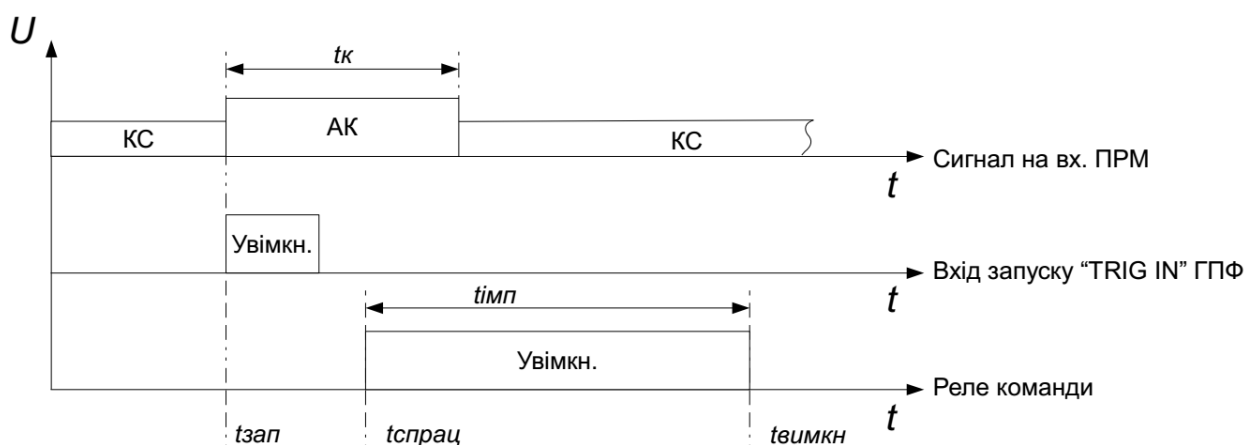 U
tк
КС
АК
КС
Сигнал на вх. ПРМ
t
Увімкн.
Вхід запуску “TRIG IN” ГПФ
t
tімп
Увімкн.
Реле команди
t
tзап
tспрац
tвимкн